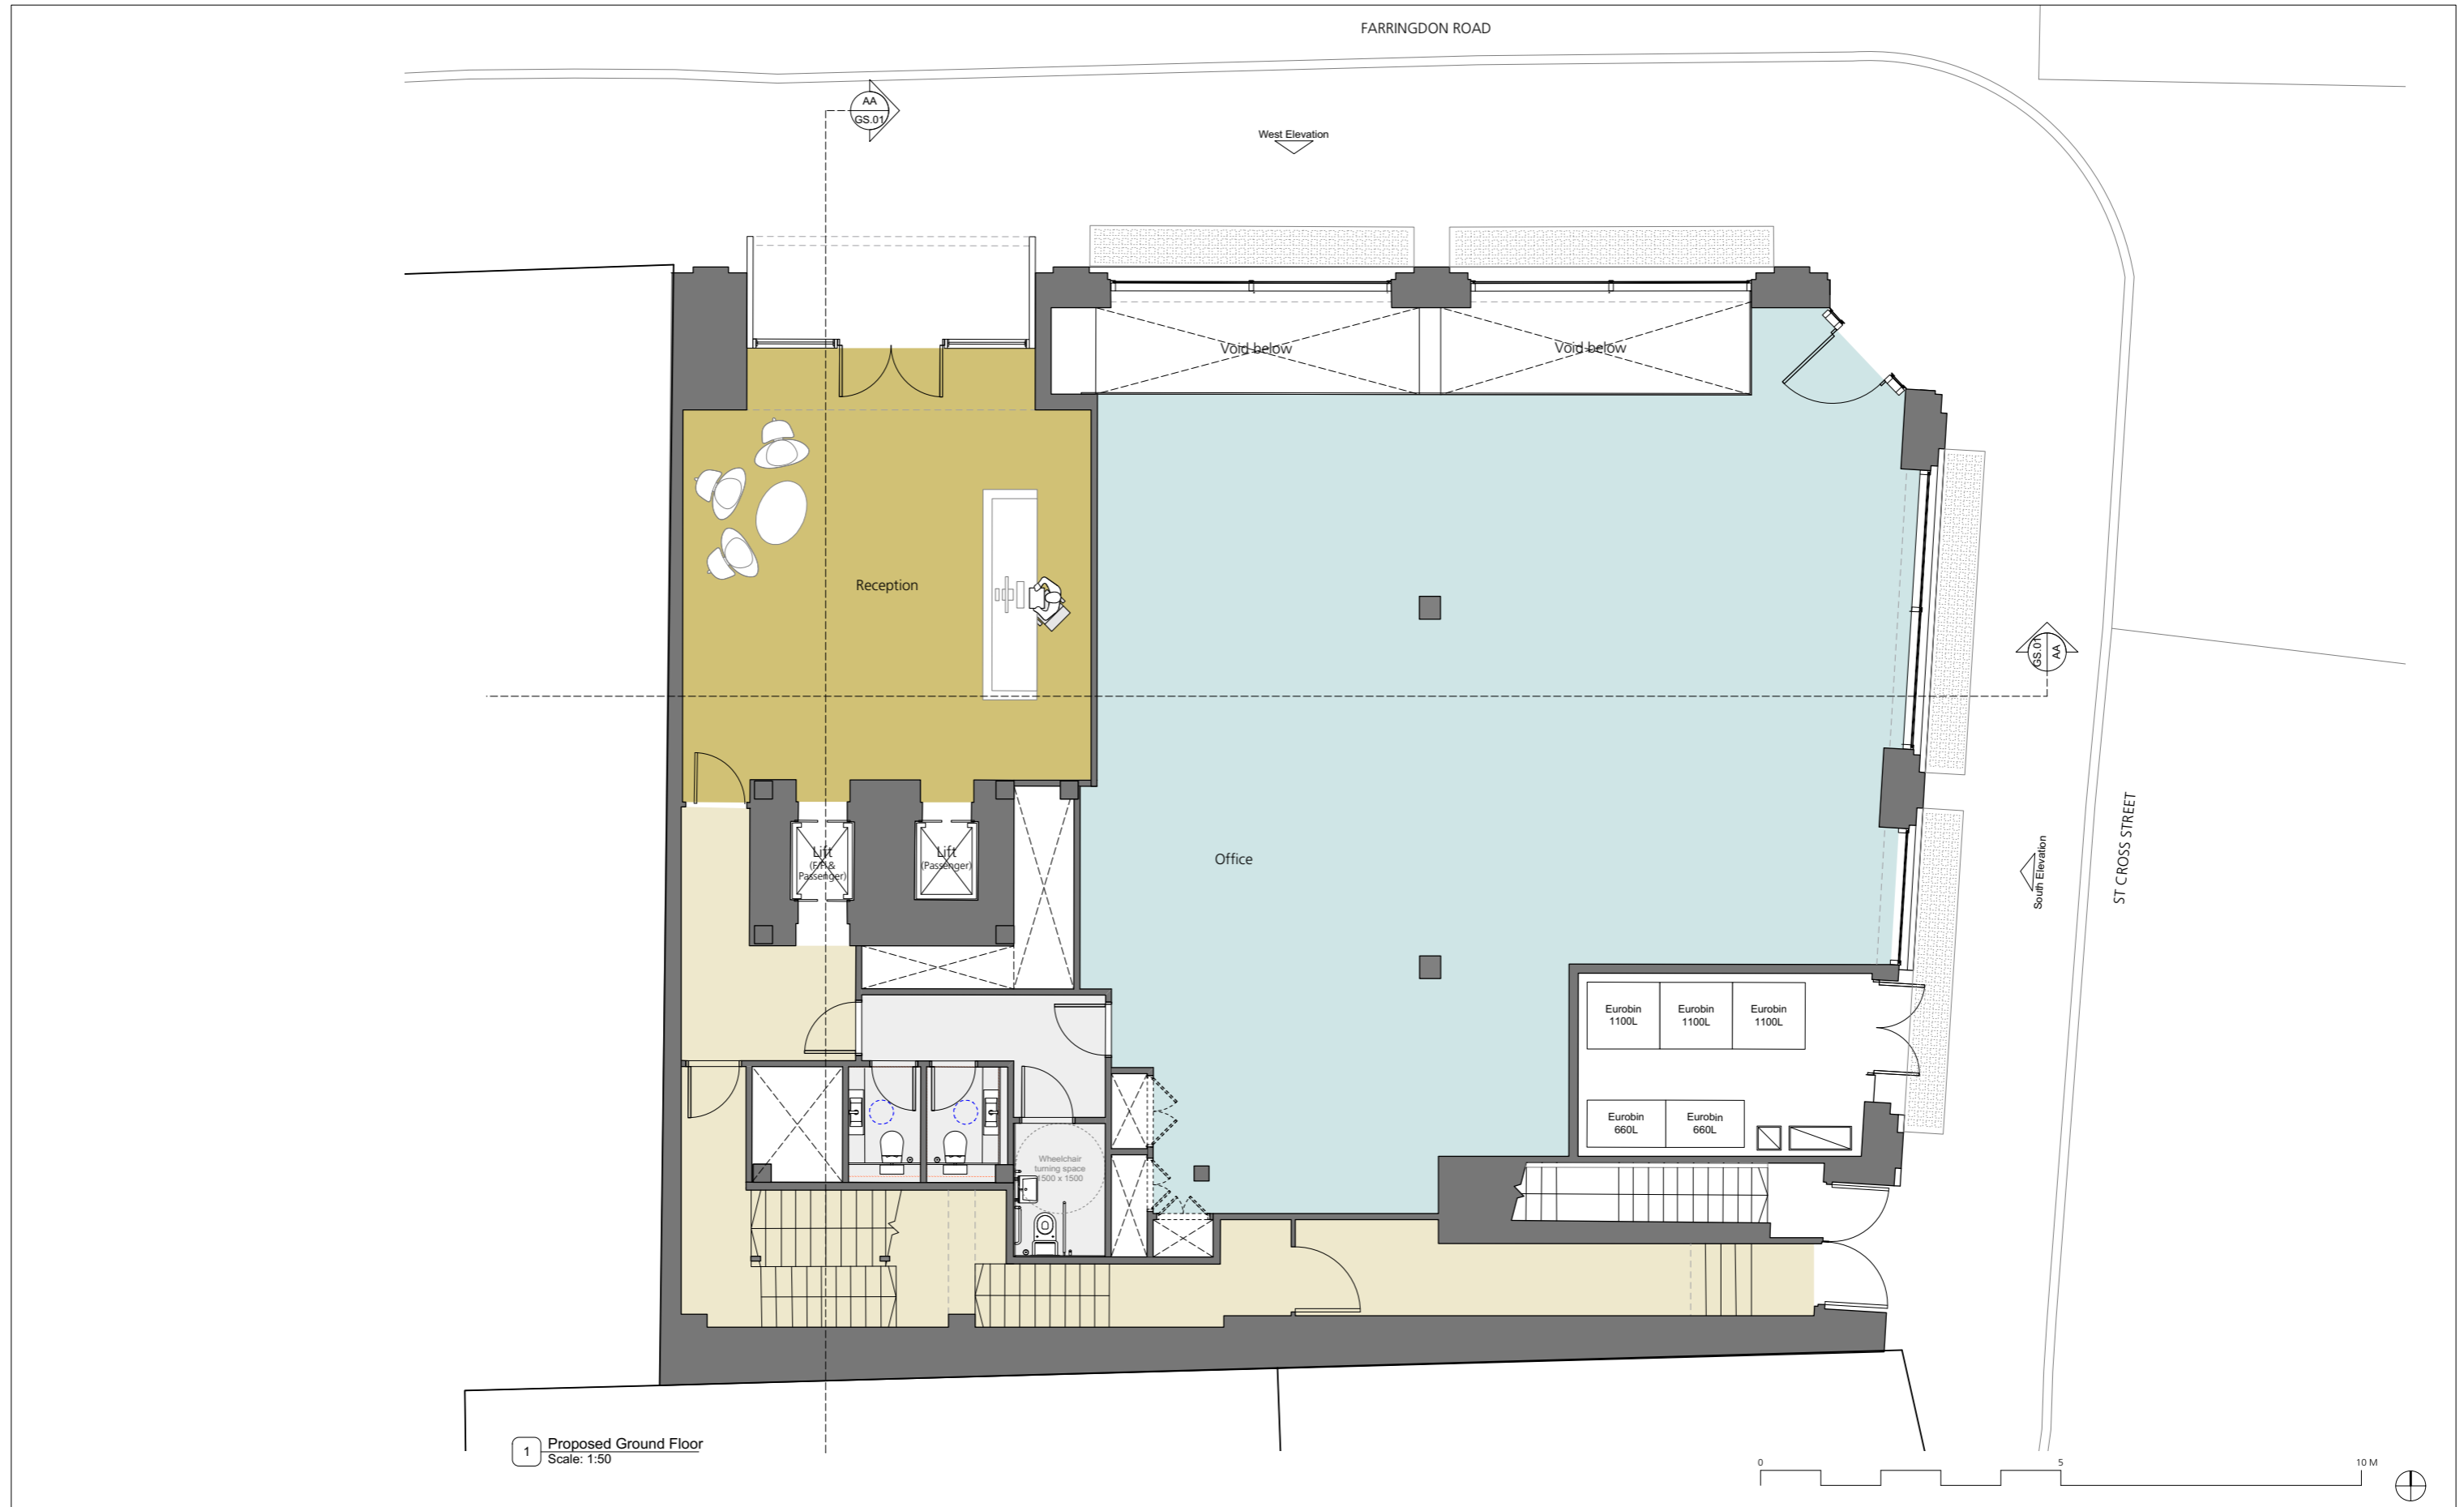 FARRINGDON ROAD
AA
GS.01
West Elevation
Void below
Void below
Reception
GS.01
AA
Lift
(F/F&
Passenger)
Lift
(Passenger)
Office
South Elevation
ST CROSS STREET
Eurobin
1100L
Eurobin
1100L
Eurobin
1100L
Eurobin
660L
Eurobin
660L
Wheelchair
turning space
1500 x 1500
1
Proposed Ground Floor
Scale: 1:50
0
5
10 M